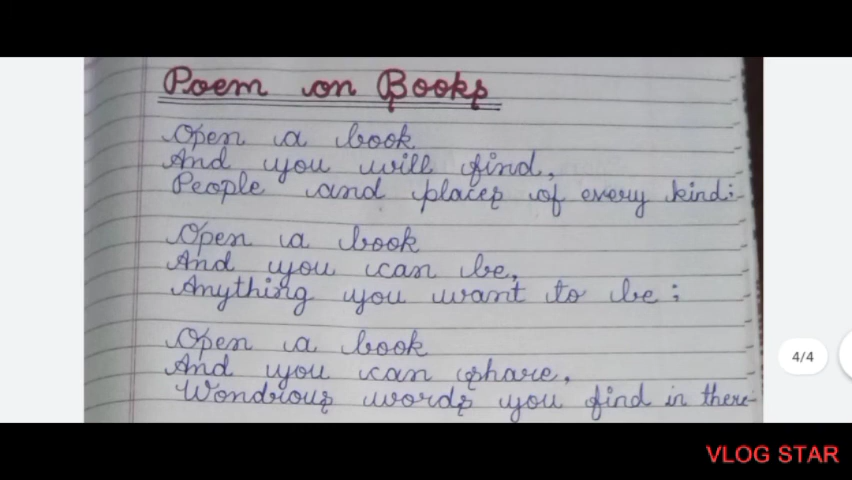 Poem on Books
Open a book
And you will find,
People and places of every kind:
Open a book
And you can be,
Anything you want to be:
Open a book
And you can share,
Wondrous words you find in there
4/4
VLOG STAR